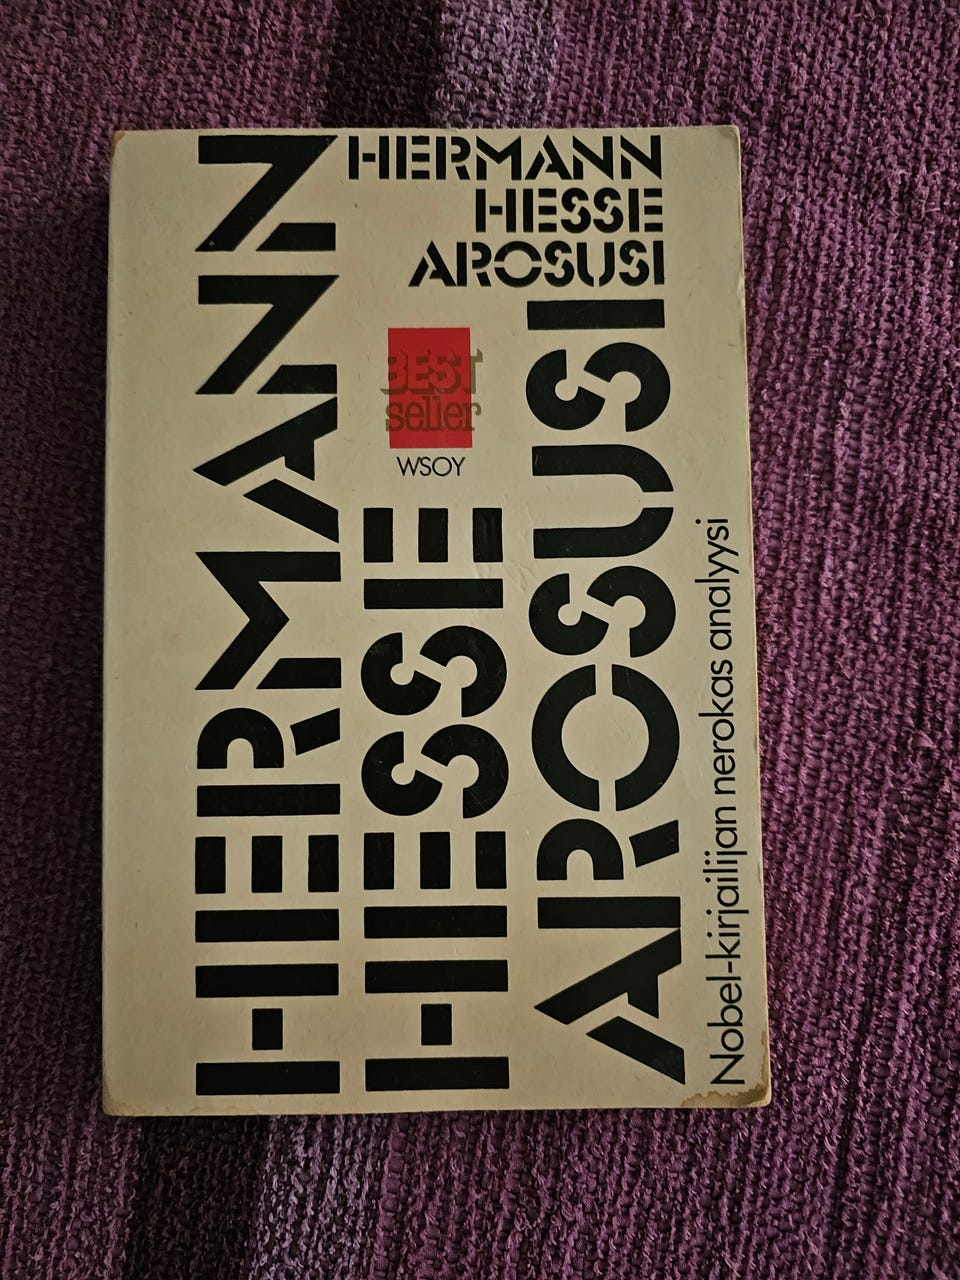 HERMANN
HESSE
AROSUSI
BEST
seller
WSOY
HERMANN
HESSE
AROSUSI
Nobel-kirjailijan nerokas analyysi